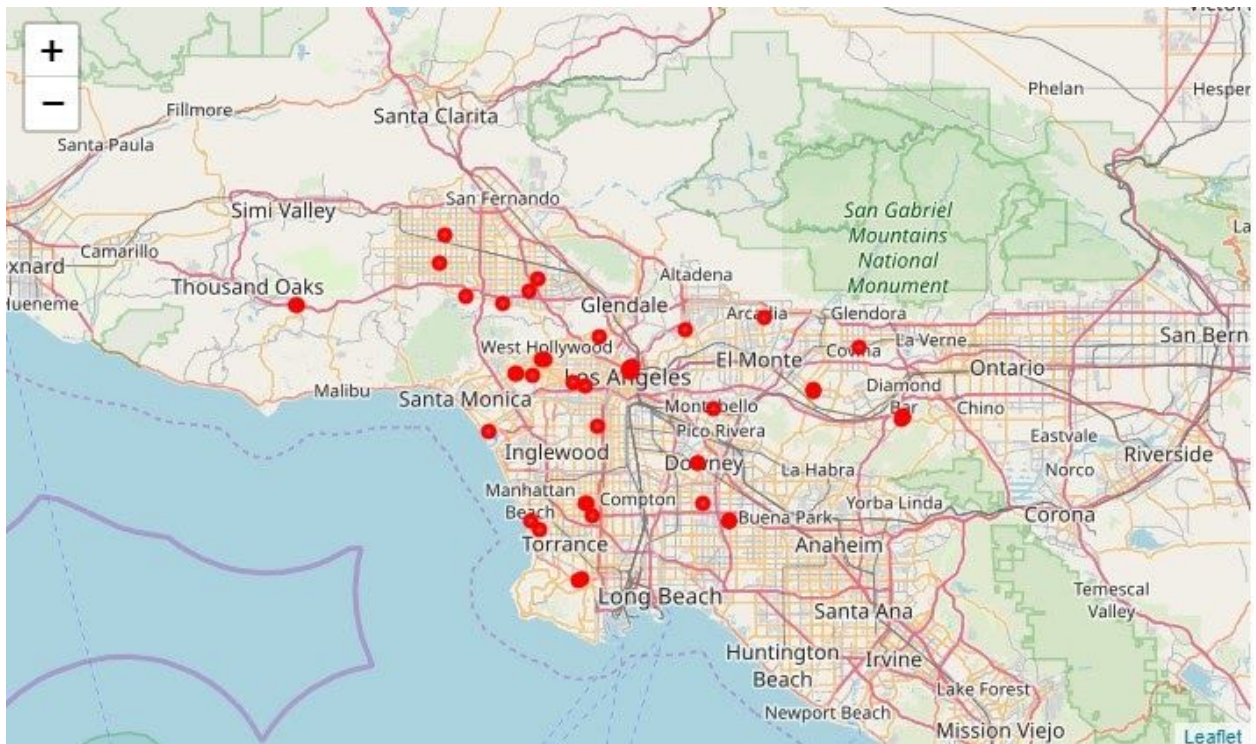 +
−
Fillmore
Santa Paula
Santa Clarita
Phelan
Hesper
San Fernando
Simi Valley
Camarillo
xnard
Hueneme
Thousand Oaks
Malibu
San Gabriel
Mountains
National
Monument
Altadena
Glendale
Arcadia
Glendora
La Verne
San Bern
West Hollywood
El Monte
Covina
Ontario
Los Angeles
Diamond
Bar
Chino
Santa Monica
Montebello
Pico Rivera
Eastvale
Norco
Riverside
Inglewood
Downey
La Habra
Manhattan
Beach
Compton
Yorba Linda
Buena Park
Corona
Torrance
Anaheim
Long Beach
Santa Ana
Temescal
Valley
Huntington
Beach
Irvine
Lake Forest
Newport Beach
Mission Viejo
Leaflet